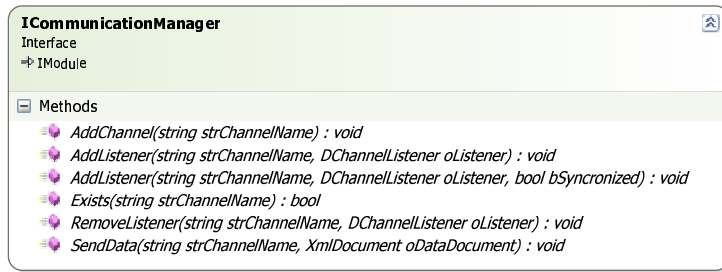 ICommunicationManager
Interface
IModule
Methods
AddChannel(string strChannelName) : void
AddListener(string strChannelName, DChannelListener oListener) : void
AddListener(string strChannelName, DChannelListener oListener, bool bSyncronized) : void
Exists(string strChannelName) : bool
RemoveListener(string strChannelName, DChannelListener oListener) : void
SendData(string strChannelName, XmlDocument oDataDocument) : void